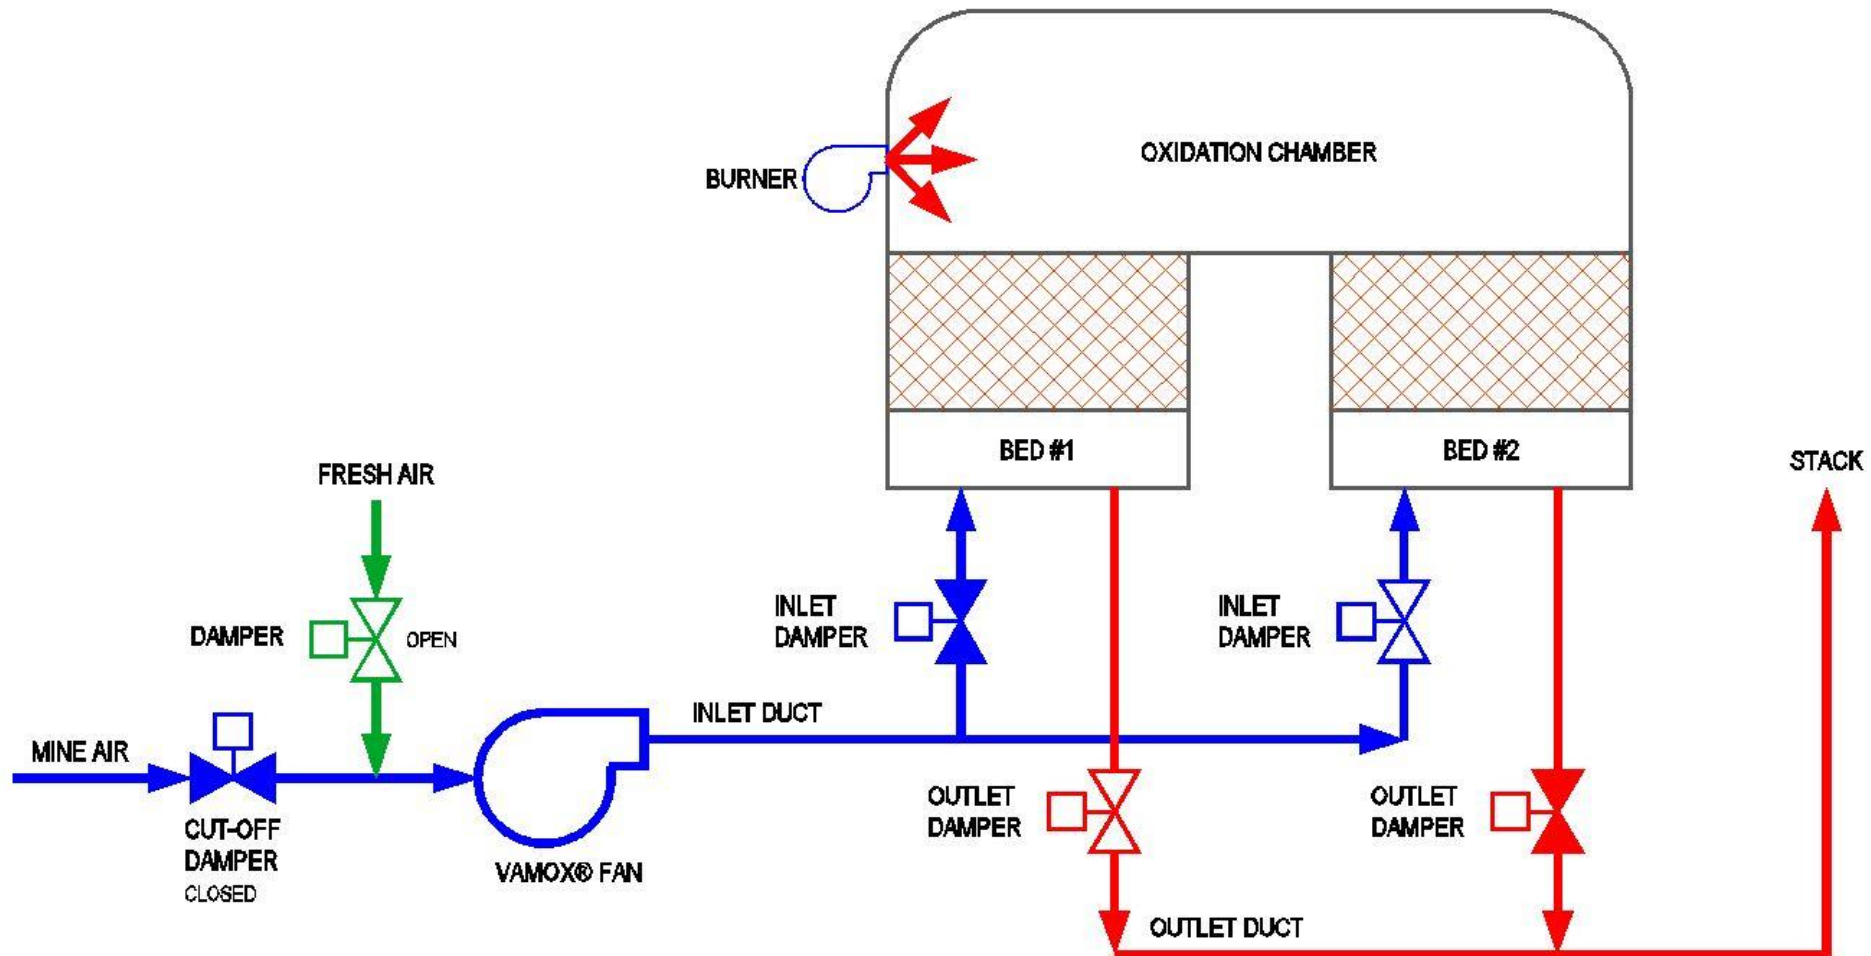 OXIDATION CHAMBER
BURNER
BED #1
BED #2
STACK
FRESH AIR
DAMPER
OPEN
INLET
DAMPER
INLET
DAMPER
MINE AIR
INLET DUCT
CUT-OFF
DAMPER
CLOSED
VAMOX® FAN
OUTLET
DAMPER
OUTLET
DAMPER
OUTLET DUCT